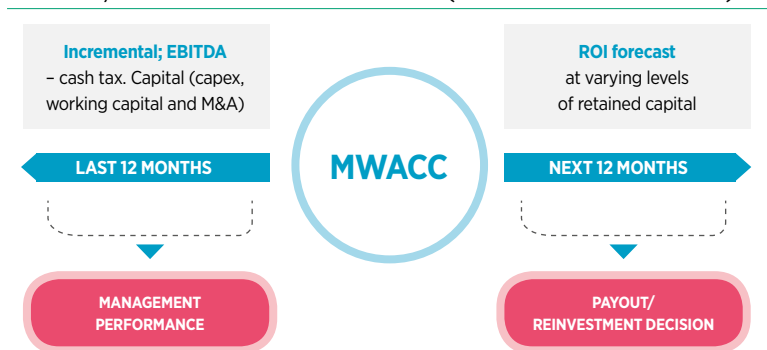 Incremental; EBITDA
– cash tax. Capital (capex,
working capital and M&A)
ROI forecast
at varying levels
of retained capital
MWACC
LAST 12 MONTHS
NEXT 12 MONTHS
MANAGEMENT
PERFORMANCE
PAYOUT/
REINVESTMENT DECISION